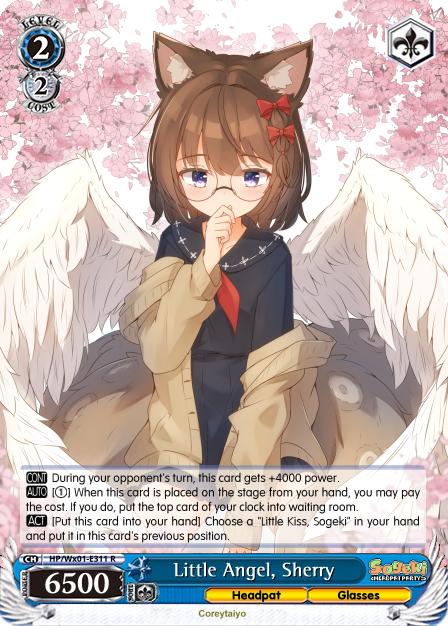 LEVEL
2
2
COST
CONT During your opponent's turn, this card gets +4000 power.
AUTO [①] When this card is placed on the stage from your hand, you may pay
the cost. If you do, put the top card of your clock into waiting room.
ACT [Put this card into your hand] Choose a "Little Kiss, Sogeki" in your hand
and put it in this card's previous position.
CH HP/Wx01-E311 R
POWER 6500
SOUL
Little Angel, Sherry
Sogeki
HEADPATPARTY
Headpat Glasses
Coreytaiyo